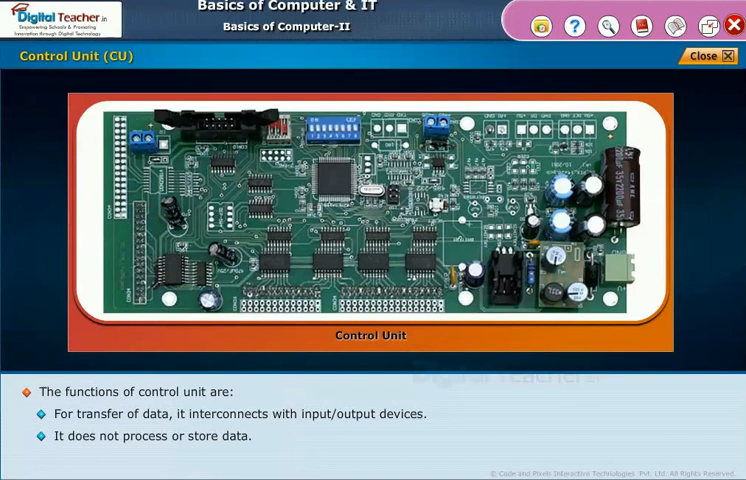 Digital Teacher.in
Empowering Schools & Promoting
Innovation through Digital Technology
Basics of Computer & IT
Basics of Computer-II
Control Unit (CU)
Close
Control Unit
The functions of control unit are:
For transfer of data, it interconnects with input/output devices.
It does not process or store data.
© Code and Pixels Interactive Technologies Pvt. Ltd. All Rights Reserved.